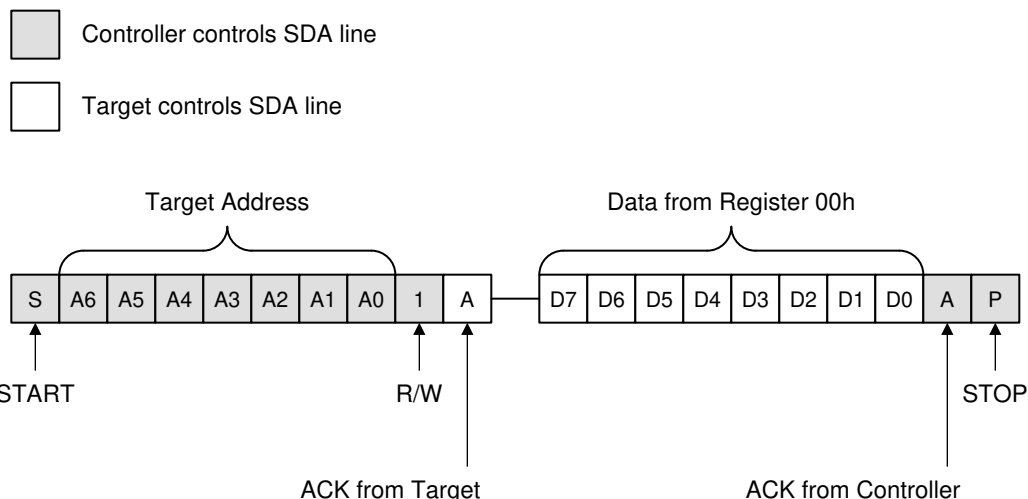 Controller controls SDA line
Target controls SDA line
Target Address
Data from Register 00h
S A6 A5 A4 A3 A2 A1 A0 1 A D7 D6 D5 D4 D3 D2 D1 D0 A P
START
R/W
STOP
ACK from Target
ACK from Controller